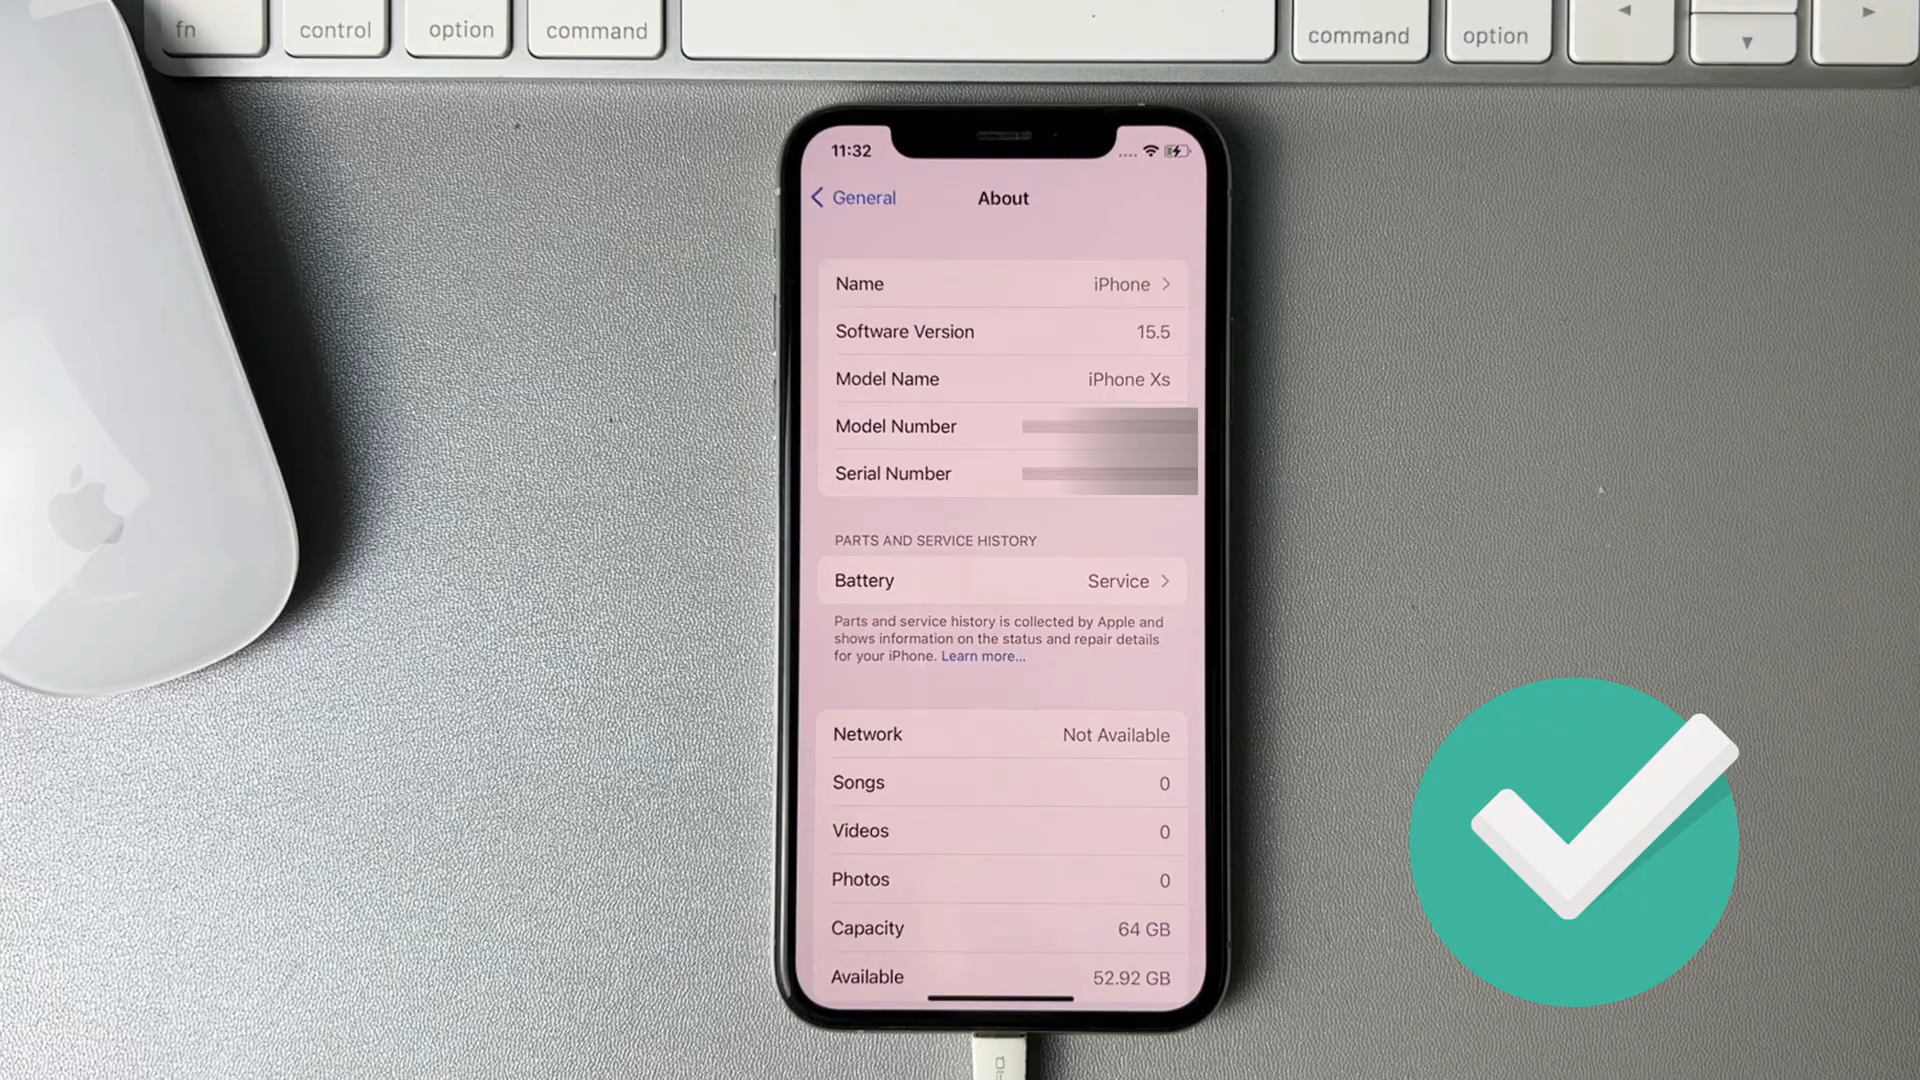 fn
control
option
command
command
option
11:32
General
About
Name
iPhone
Software Version
15.5
Model Name
iPhone Xs
Model Number
Serial Number
PARTS AND SERVICE HISTORY
Battery
Service
Parts and service history is collected by Apple and
shows information on the status and repair details
for your iPhone. Learn more...
Network
Not Available
Songs
0
Videos
0
Photos
0
Capacity
64 GB
Available
52.92 GB